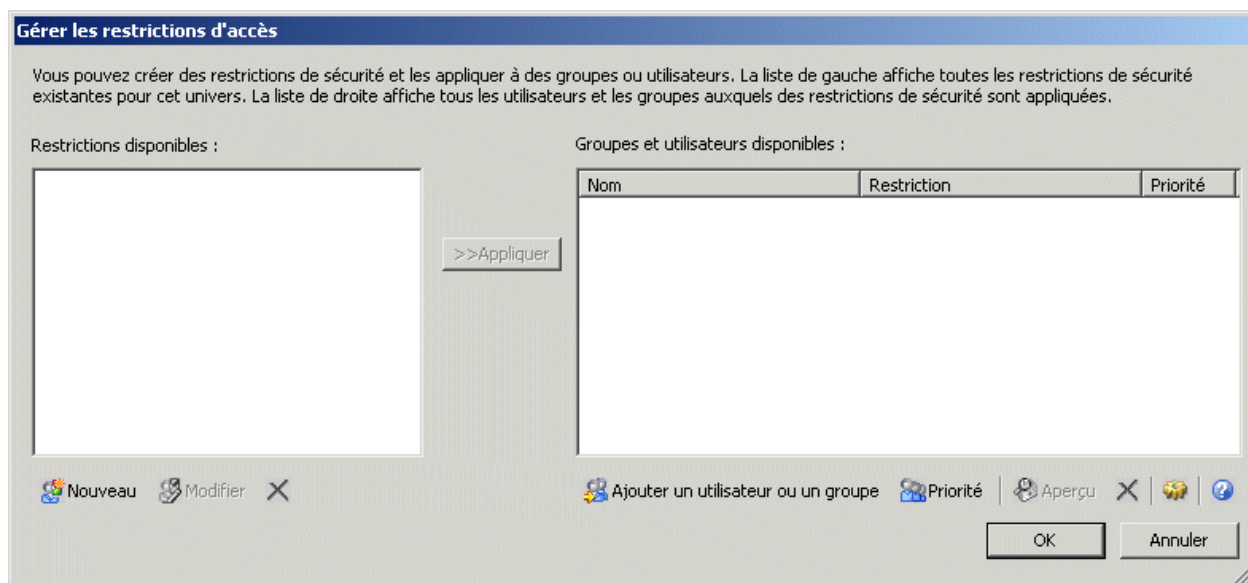 Gérer les restrictions d'accès
Vous pouvez créer des restrictions de sécurité et les appliquer à des groupes ou utilisateurs. La liste de gauche affiche toutes les restrictions de sécurité
existantes pour cet univers. La liste de droite affiche tous les utilisateurs et les groupes auxquels des restrictions de sécurité sont appliquées.
Restrictions disponibles :
Groupes et utilisateurs disponibles :
Nom Restriction Priorité
>>Appliquer
Nouveau Modifier
Ajouter un utilisateur ou un groupe Priorité Aperçu
OK Annuler